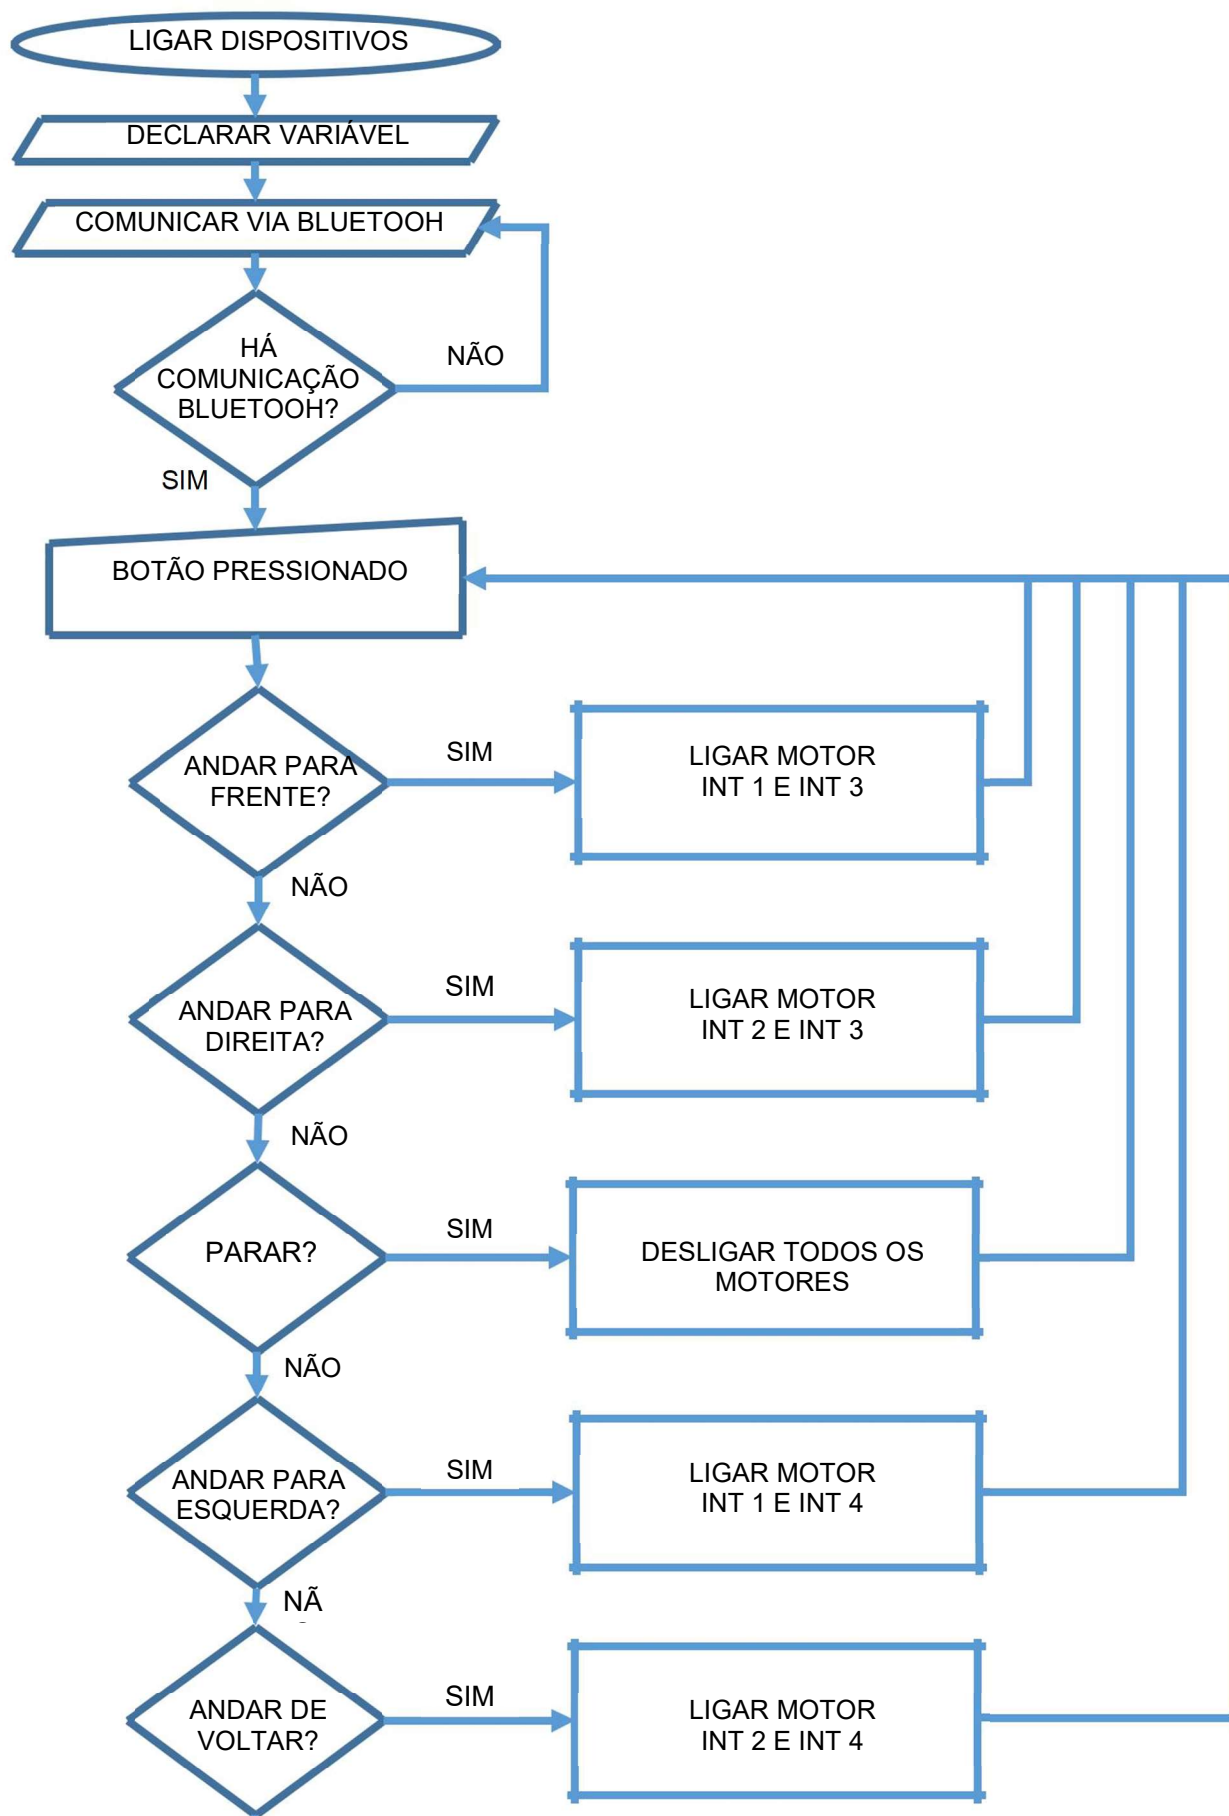 LIGAR DISPOSITIVOS
DECLARAR VARIÁVEL
COMUNICAR VIA BLUETOOH
HÁ
COMUNICAÇÃO
BLUETOOH?
NÃO
SIM
BOTÃO PRESSIONADO
ANDAR PARA
FRENTE?
SIM
LIGAR MOTOR
INT 1 E INT 3
NÃO
ANDAR PARA
DIREITA?
SIM
LIGAR MOTOR
INT 2 E INT 3
NÃO
PARAR?
SIM
DESLIGAR TODOS OS
MOTORES
NÃO
ANDAR PARA
ESQUERDA?
SIM
LIGAR MOTOR
INT 1 E INT 4
NÃ
ANDAR DE
VOLTAR?
SIM
LIGAR MOTOR
INT 2 E INT 4